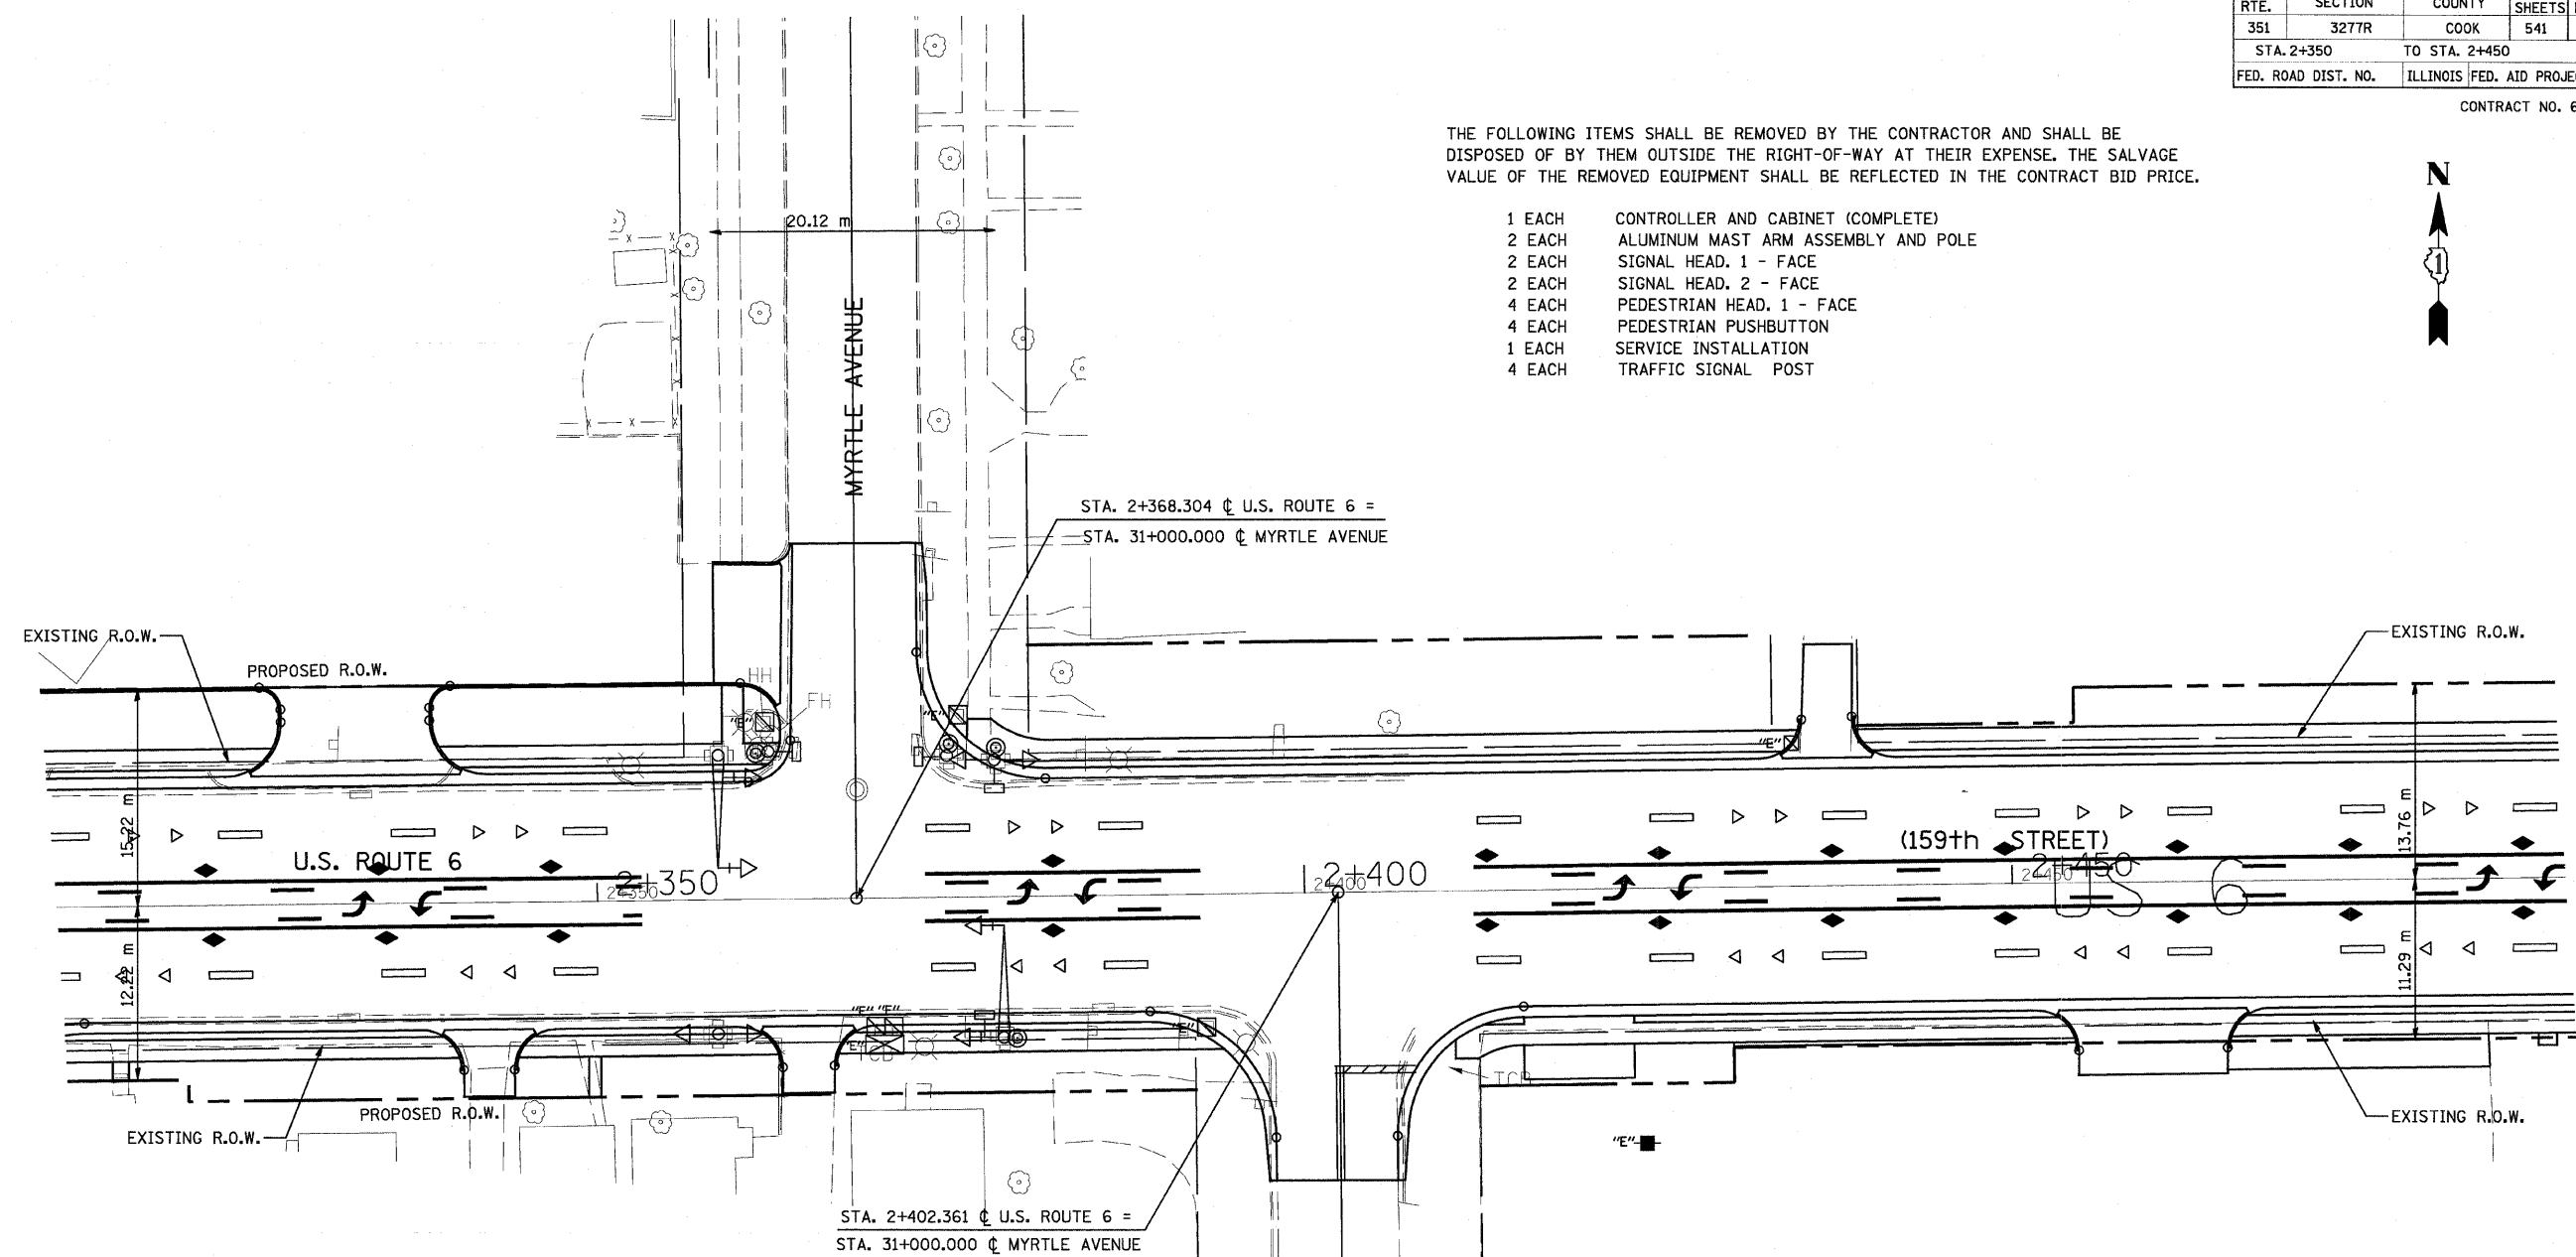 RTE. SECTION COUNTY SHEETS
351 3277R COOK 541
STA. 2+350 TO STA. 2+450
FED. ROAD DIST. NO. ILLINOIS FED. AID
CONTRACT NO.
THE FOLLOWING ITEMS SHALL BE REMOVED BY THE CONTRACTOR AND SHALL BE
DISPOSED OF BY THEM OUTSIDE THE RIGHT-OF-WAY AT THEIR EXPENSE. THE SALVAGE
VALUE OF THE REMOVED EQUIPMENT SHALL BE REFLECTED IN THE CONTRACT BID PRICE.
1 EACH CONTROLLER AND CABINET (COMPLETE)
2 EACH ALUMINUM MAST ARM ASSEMBLY AND POLE
2 EACH SIGNAL HEAD. 1 - FACE
2 EACH SIGNAL HEAD. 2 - FACE
4 EACH PEDESTRIAN HEAD. 1 - FACE
4 EACH PEDESTRIAN PUSHBUTTON
1 EACH SERVICE INSTALLATION
4 EACH TRAFFIC SIGNAL POST
N
1
20.12 m
MYRTLE AVENUE
STA. 2+368.304 ℄ U.S. ROUTE 6 =
STA. 31+000.000 ℄ MYRTLE AVENUE
EXISTING R.O.W.
PROPOSED R.O.W.
EXISTING R.O.W.
HH
FH
"E"
"E"
"E"
15.22 m
13.76 m
U.S. ROUTE 6
(159th STREET)
2+350
2+400
2+450
US 6
12.22 m
11.29 m
"E" "E"
"E"
"E"
PROPOSED R.O.W.
EXISTING R.O.W.
EXISTING R.O.W.
"E"
STA. 2+402.361 ℄ U.S. ROUTE 6 =
STA. 31+000.000 ℄ MYRTLE AVENUE